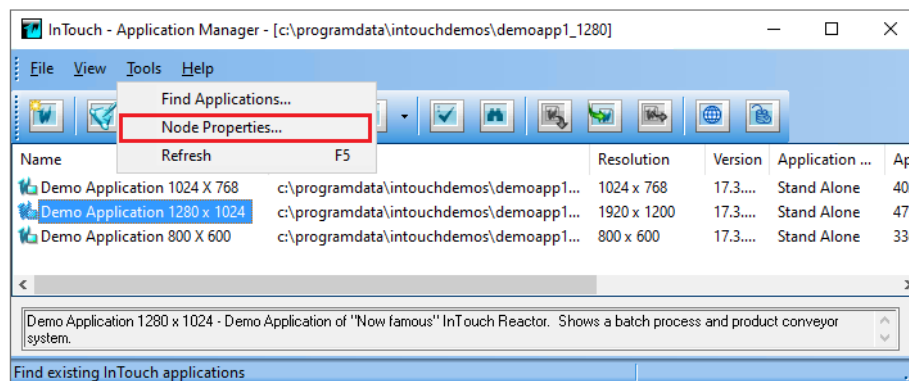 InTouch - Application Manager - [c:\programdata\intouchdemos\demoapp1_1280]
File View Tools Help
Find Applications...
Node Properties...
Refresh F5
Name Resolution Version Application ... Ap
Demo Application 1024 X 768 c:\programdata\intouchdemos\demoapp1... 1024 x 768 17.3.... Stand Alone 40
Demo Application 1280 x 1024 c:\programdata\intouchdemos\demoapp1... 1920 x 1200 17.3.... Stand Alone 47
Demo Application 800 X 600 c:\programdata\intouchdemos\demoapp1... 800 x 600 17.3.... Stand Alone 33
Demo Application 1280 x 1024 - Demo Application of "Now famous" InTouch Reactor. Shows a batch process and product conveyor
system.
Find existing InTouch applications